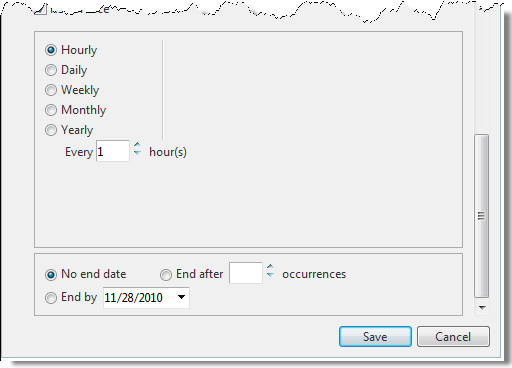 Hourly
Daily
Weekly
Monthly
Yearly
Every 1 hour(s)
No end date End after occurrences
End by 11/28/2010
Save Cancel